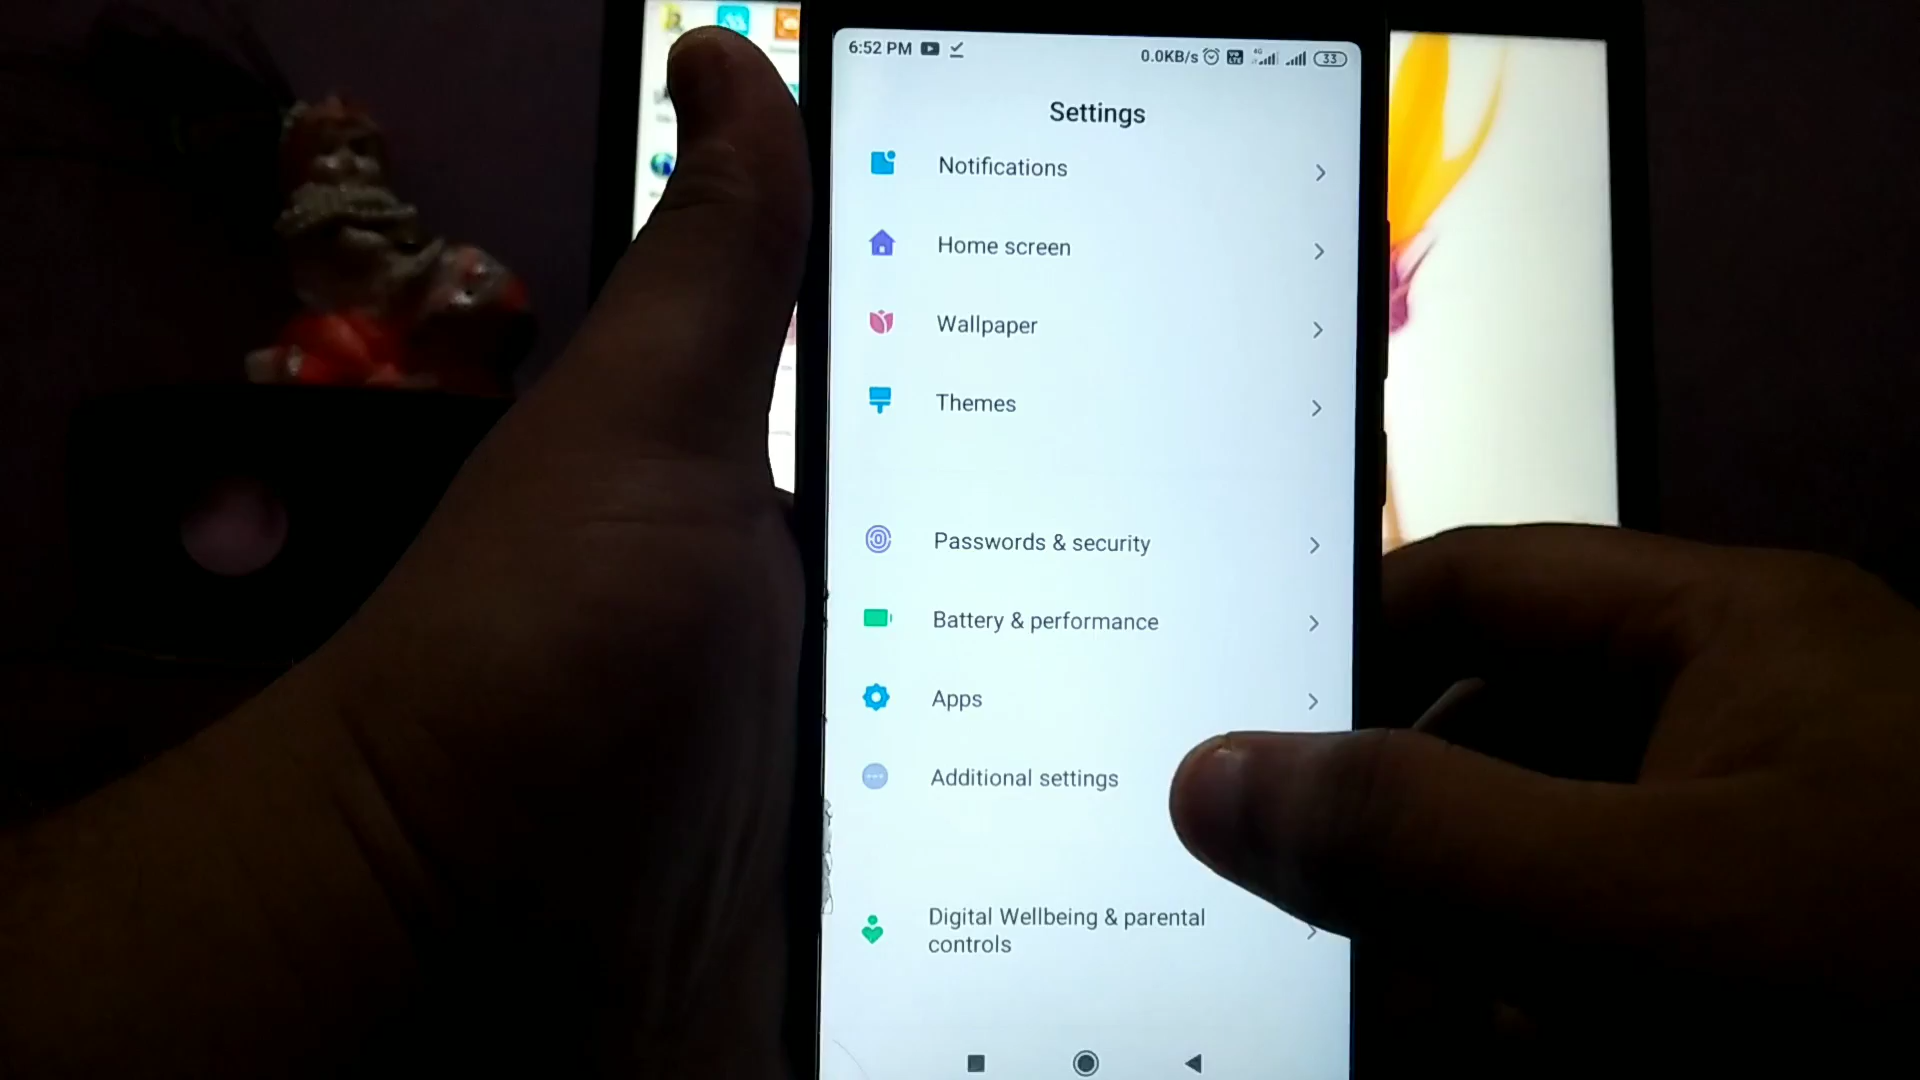 6:52 PM
0.0KB/s
4G
33
Settings
Notifications
Home screen
Wallpaper
Themes
Passwords & security
Battery & performance
Apps
Additional settings
Digital Wellbeing & parental
controls